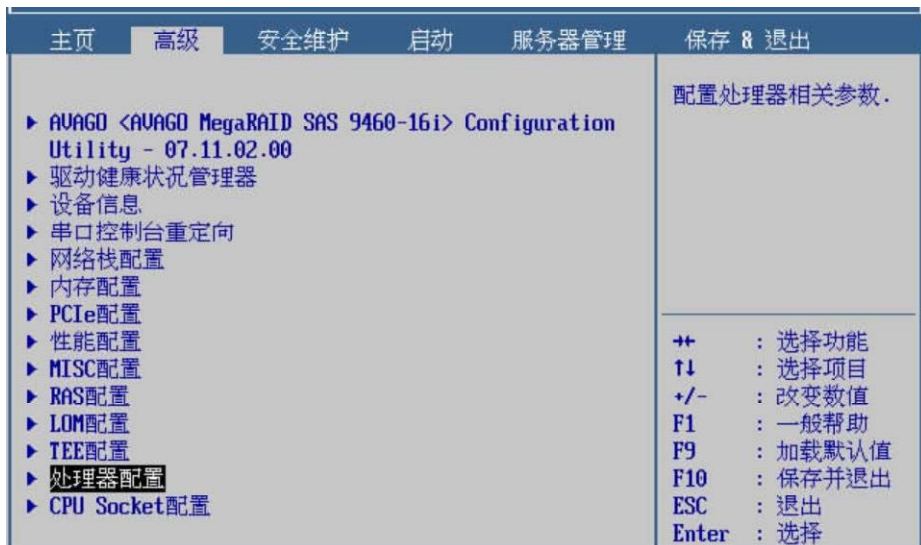 主页 高级 安全维护 启动 服务器管理 保存 & 退出
AVAGO <AVAGO MegaRAID SAS 9460-16i> Configuration
Utility - 07.11.02.00
驱动健康状况管理器
设备信息
串口控制台重定向
网络栈配置
内存配置
PCIe配置
性能配置
MISC配置
RAS配置
LOM配置
TEE配置
处理器配置
CPU Socket配置
配置处理器相关参数.
→← : 选择功能
↑↓ : 选择项目
+/- : 改变数值
F1 : 一般帮助
F9 : 加载默认值
F10 : 保存并退出
ESC : 退出
Enter : 选择